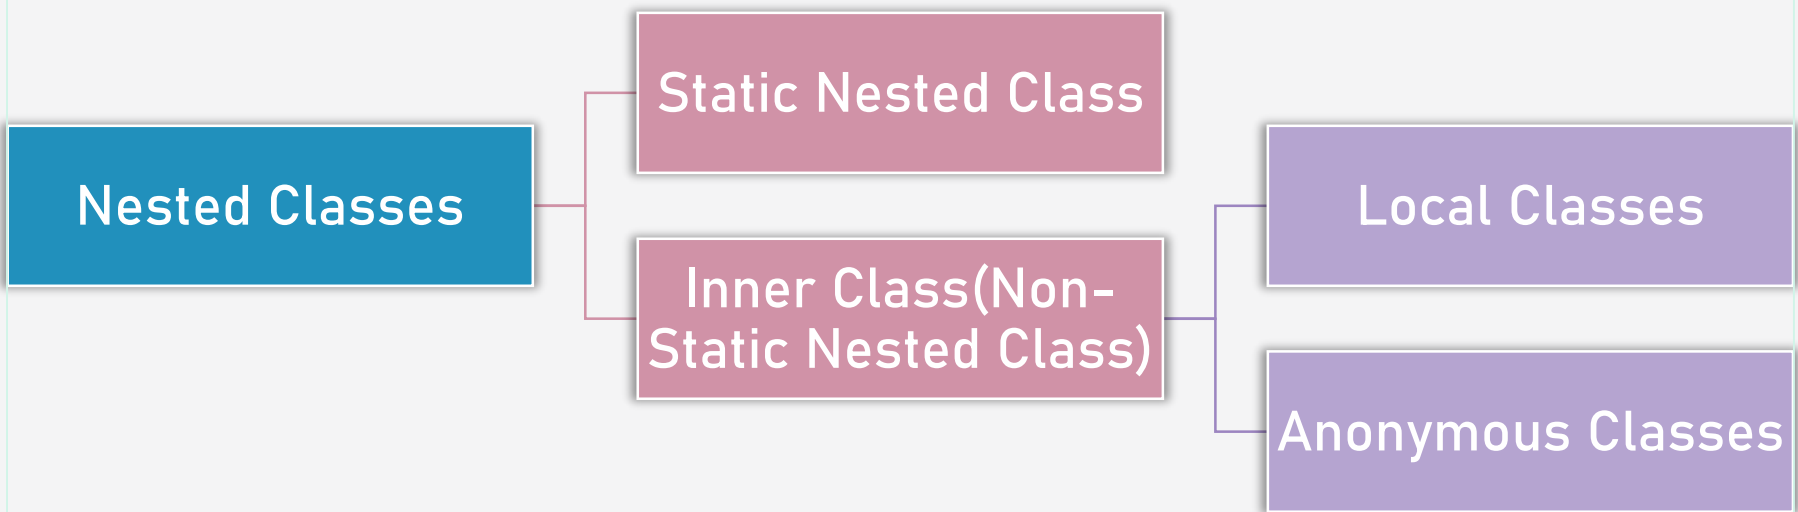 Nested Classes
Static Nested Class
Inner Class(Non-
Static Nested Class)
Local Classes
Anonymous Classes